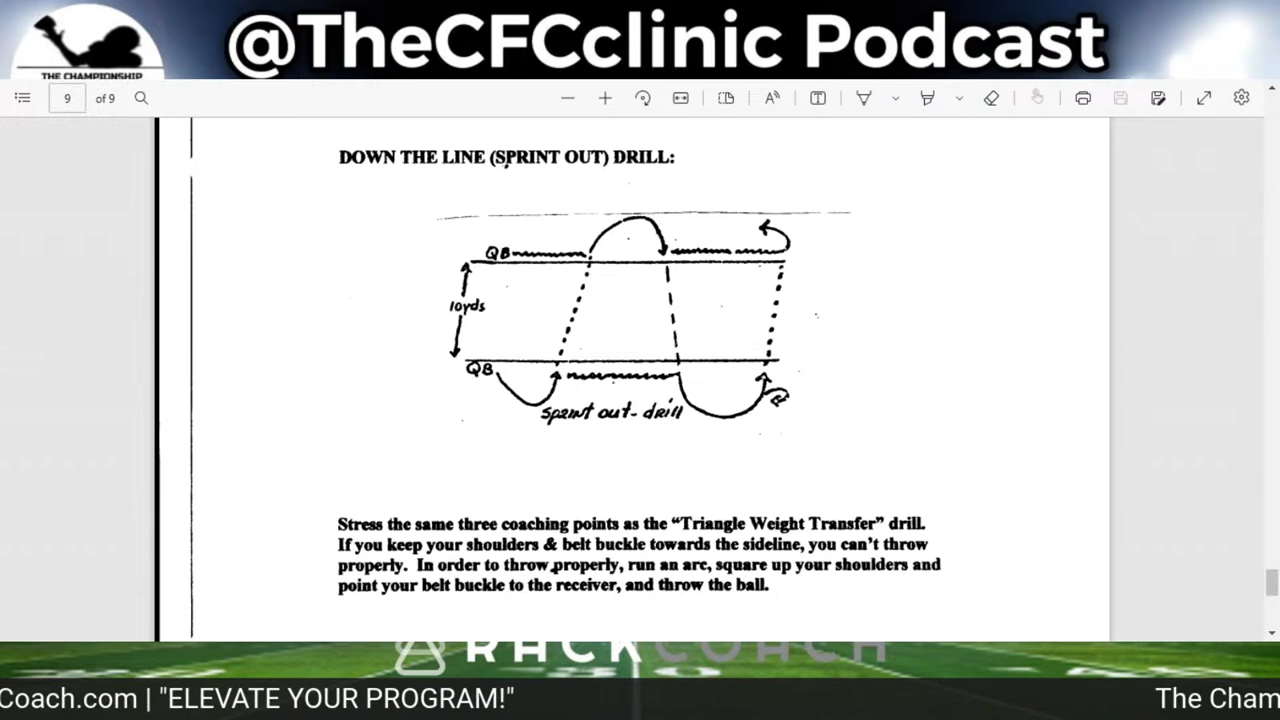 @TheCFCclinic Podcast
THE CHAMPIONSHIP
9 of 9
DOWN THE LINE (SPRINT OUT) DRILL:
QB
10yds
QB
sprint out-drill
Stress the same three coaching points as the “Triangle Weight Transfer” drill.
If you keep your shoulders & belt buckle towards the sideline, you can’t throw
properly. In order to throw properly, run an arc, square up your shoulders and
point your belt buckle to the receiver, and throw the ball.
RACKCOACH
Coach.com | "ELEVATE YOUR PROGRAM!"
The Cham